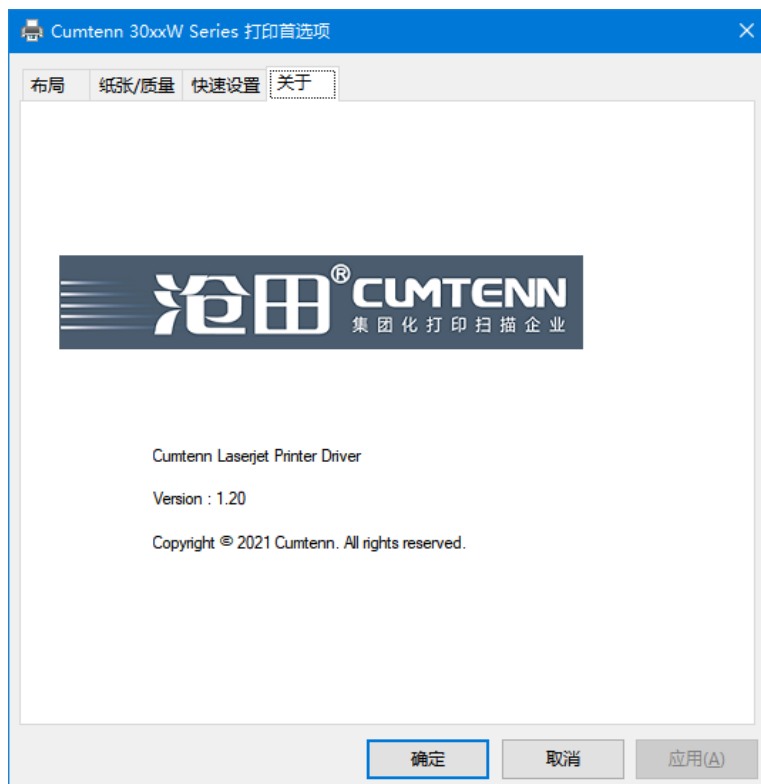 Cumtenn 30xxW Series 打印首选项
布局 纸张/质量 快速设置 关于
沧田® CUMTENN
集团化打印扫描企业
Cumtenn Laserjet Printer Driver
Version : 1.20
Copyright © 2021 Cumtenn. All rights reserved.
确定 取消 应用(A)